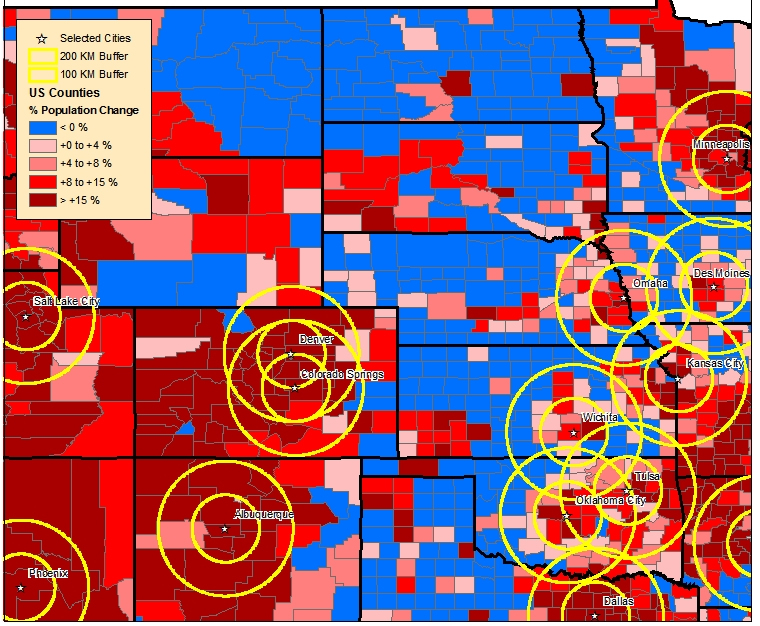 Selected Cities
200 KM Buffer
100 KM Buffer
US Counties
% Population Change
< 0 %
+0 to +4 %
+4 to +8 %
+8 to +15 %
> +15 %
Minneapolis
Des Moines
Omaha
Salt Lake City
Denver
Kansas City
Colorado Springs
Wichita
Tulsa
Oklahoma City
Albuquerque
Phoenix
Dallas